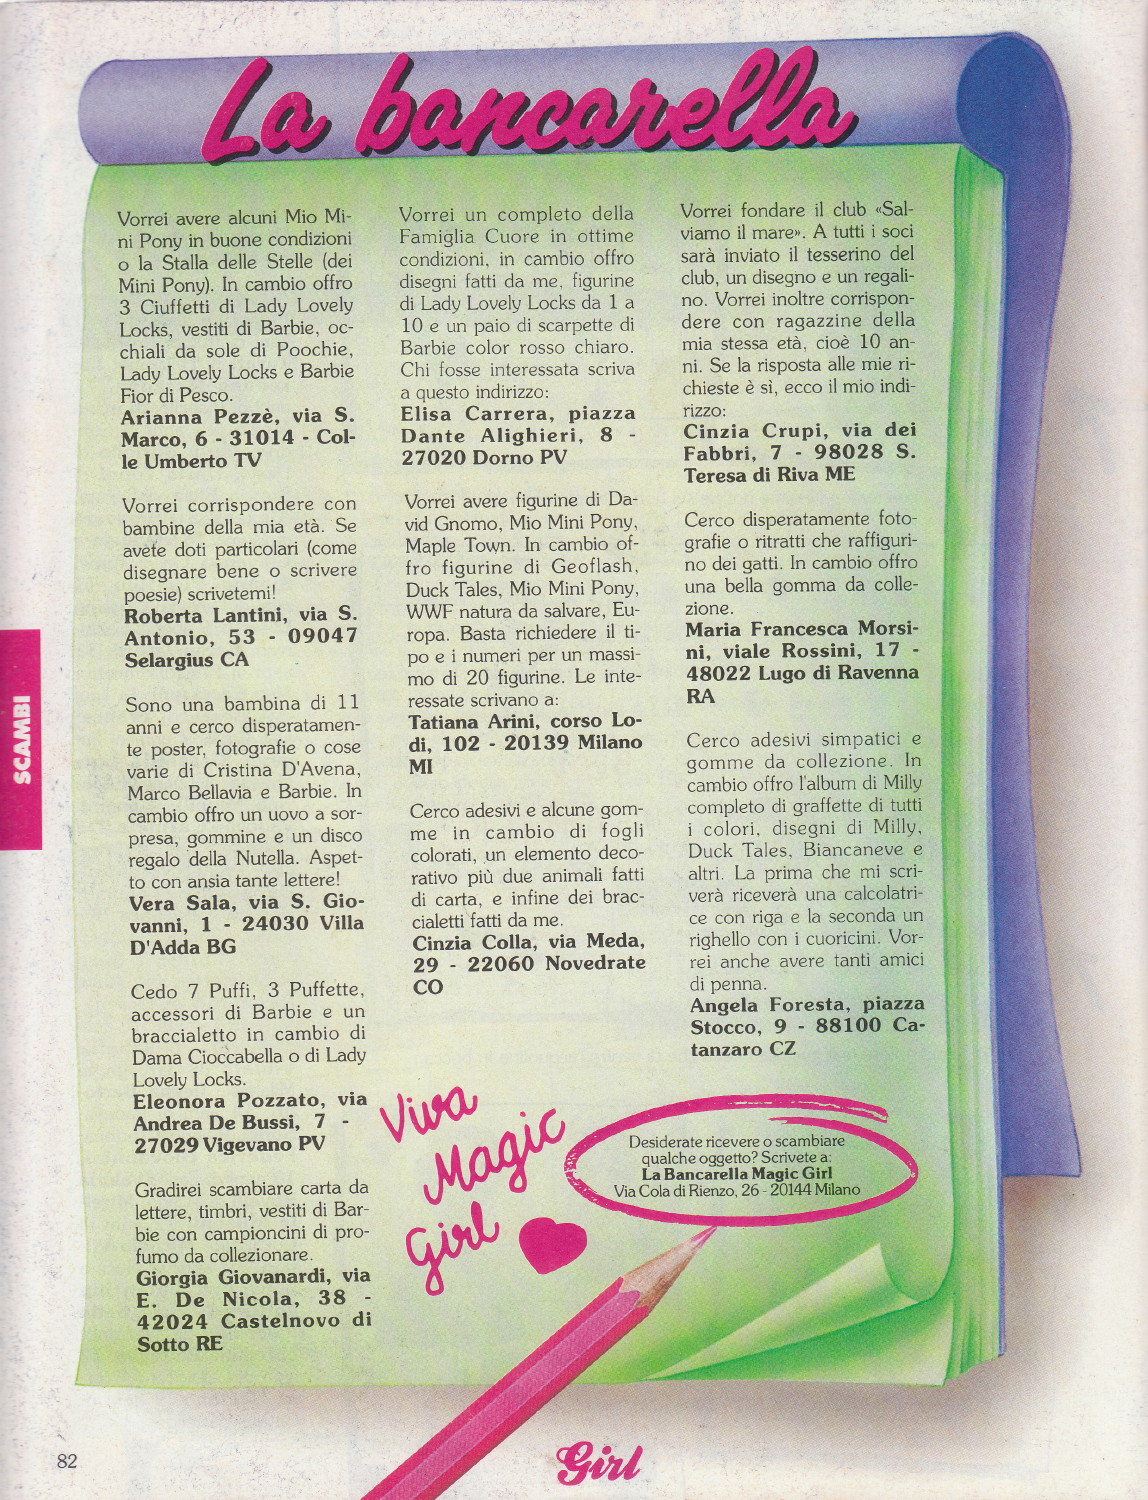 La bancarella
Vorrei avere alcuni Mio Mi-
ni Pony in buone condizioni
o la Stalla delle Stelle (dei
Mini Pony). In cambio offro
3 Ciuffetti di Lady Lovely
Locks, vestiti di Barbie, oc-
chiali da sole di Poochie,
Lady Lovely Locks e Barbie
Fior di Pesco.
Arianna Pezzè, via S.
Marco, 6 - 31014 - Col-
le Umberto TV
Vorrei corrispondere con
bambine della mia età. Se
avete doti particolari (come
disegnare bene o scrivere
poesie) scrivetemi!
Roberta Lantini, via S.
Antonio, 53 - 09047
Selargius CA
Sono una bambina di 11
anni e cerco disperatamen-
te poster, fotografie o cose
varie di Cristina D'Avena,
Marco Bellavia e Barbie. In
cambio offro un uovo a sor-
presa, gommine e un disco
regalo della Nutella. Aspet-
to con ansia tante lettere!
Vera Sala, via S. Gio-
vanni, 1 - 24030 Villa
D'Adda BG
Cedo 7 Puffi, 3 Puffette,
accessori di Barbie e un
braccialetto in cambio di
Dama Cioccabella o di Lady
Lovely Locks.
Eleonora Pozzato, via
Andrea De Bussi, 7 -
27029 Vigevano PV
Gradirei scambiare carta da
lettere, timbri, vestiti di Bar-
bie con campioncini di pro-
fumo da collezionare.
Giorgia Giovanardi, via
E. De Nicola, 38 -
42024 Castelnovo di
Sotto RE
Vorrei un completo della
Famiglia Cuore in ottime
condizioni, in cambio offro
disegni fatti da me, figurine
di Lady Lovely Locks da 1 a
10 e un paio di scarpette di
Barbie color rosso chiaro.
Chi fosse interessata scriva
a questo indirizzo:
Elisa Carrera, piazza
Dante Alighieri, 8 -
27020 Dorno PV
Vorrei avere figurine di Da-
vid Gnomo, Mio Mini Pony,
Maple Town. In cambio of-
fro figurine di Geoflash,
Duck Tales, Mio Mini Pony,
WWF natura da salvare, Eu-
ropa. Basta richiedere il ti-
po e i numeri per un massi-
mo di 20 figurine. Le inte-
ressate scrivano a:
Tatiana Arini, corso Lo-
di, 102 - 20139 Milano
MI
Cerco adesivi e alcune gom-
me in cambio di fogli
colorati, un elemento deco-
rativo più due animali fatti
di carta, e infine dei brac-
cialetti fatti da me.
Cinzia Colla, via Meda,
29 - 22060 Novedrate
CO
Vorrei fondare il club «Sal-
viamo il mare». A tutti i soci
sarà inviato il tesserino del
club, un disegno e un regali-
no. Vorrei inoltre corrispon-
dere con ragazzine della
mia stessa età, cioè 10 an-
ni. Se la risposta alle mie ri-
chieste è sì, ecco il mio indi-
rizzo:
Cinzia Crupi, via dei
Fabbri, 7 - 98028 S.
Teresa di Riva ME
Cerco disperatamente foto-
grafie o ritratti che raffiguri-
no dei gatti. In cambio offro
una bella gomma da colle-
zione.
Maria Francesca Morsi-
ni, viale Rossini, 17 -
48022 Lugo di Ravenna
RA
Cerco adesivi simpatici e
gomme da collezione. In
cambio offro l'album di Milly
completo di graffette di tutti
i colori, disegni di Milly,
Duck Tales, Biancaneve e
altri. La prima che mi scri-
verà riceverà una calcolatri-
ce con riga e la seconda un
righello con i cuoricini. Vor-
rei anche avere tanti amici
di penna.
Angela Foresta, piazza
Stocco, 9 - 88100 Ca-
tanzaro CZ
Viva
Magic
Girl
Desiderate ricevere o scambiare
qualche oggetto? Scrivete a:
La Bancarella Magic Girl
Via Cola di Rienzo, 26 - 20144 Milano
SCAMBI
82
Girl